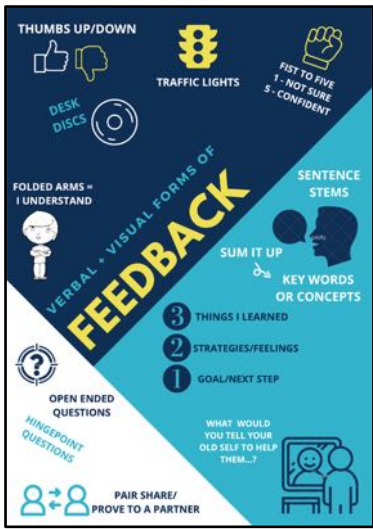 THUMBS UP/DOWN
TRAFFIC LIGHTS
FIST TO FIVE
1 - NOT SURE
5 - CONFIDENT
DESK
DISCS
FOLDED ARMS =
I UNDERSTAND
VERBAL + VISUAL FORMS OF
FEEDBACK
SENTENCE
STEMS
SUM IT UP
KEY WORDS
OR CONCEPTS
3 THINGS I LEARNED
2 STRATEGIES/FEELINGS
1 GOAL/NEXT STEP
?
OPEN ENDED
QUESTIONS
HINGEPOINT
QUESTIONS
WHAT WOULD
YOU TELL YOUR
OLD SELF TO HELP
THEM...?
PAIR SHARE/
PROVE TO A PARTNER